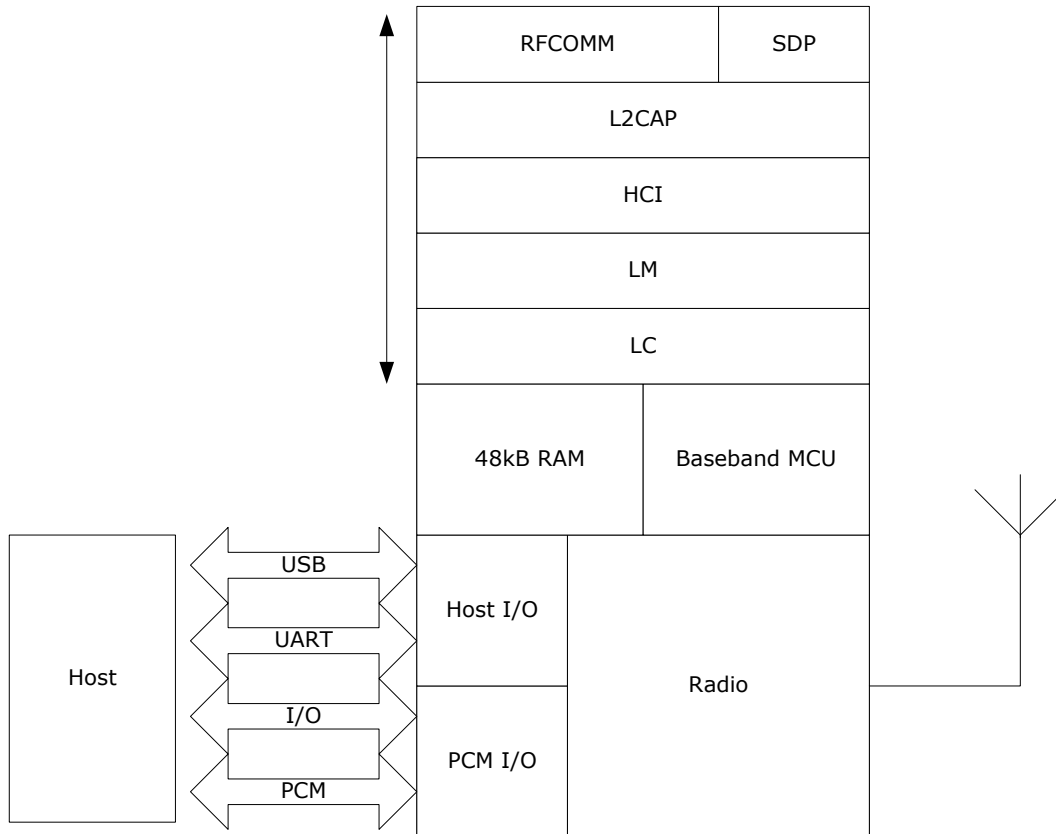 RFCOMM
SDP
L2CAP
HCI
LM
LC
48kB RAM
Baseband MCU
USB
Host I/O
UART
Host
Radio
I/O
PCM I/O
PCM